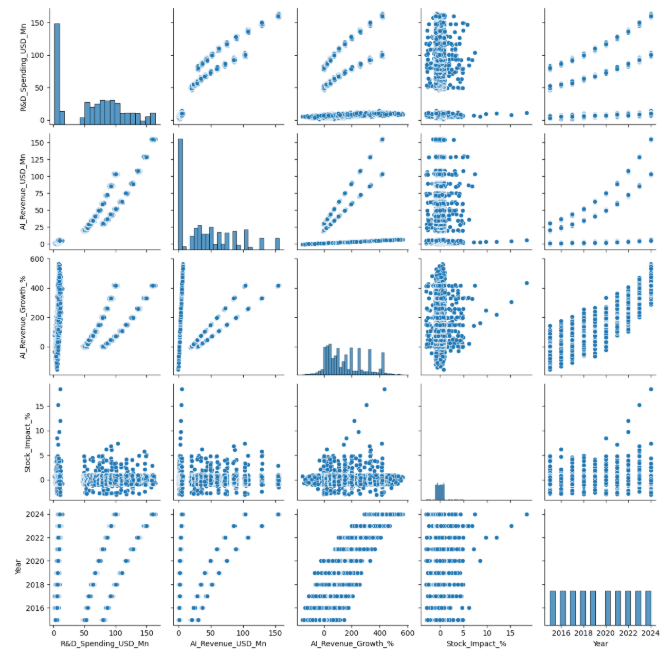 R&D_Spending_USD_Mn
150
100
50
0
AI_Revenue_USD_Mn
150
125
100
75
50
25
0
AI_Revenue_Growth_%
600
400
200
0
Stock_Impact_%
15
10
5
0
Year
2024
2022
2020
2018
2016
0 50 100 150
0 50 100 150
0 200 400 600
0 5 10 15
2016 2018 2020 2022 2024
R&D_Spending_USD_Mn AI_Revenue_USD_Mn AI_Revenue_Growth_% Stock_Impact_% Year